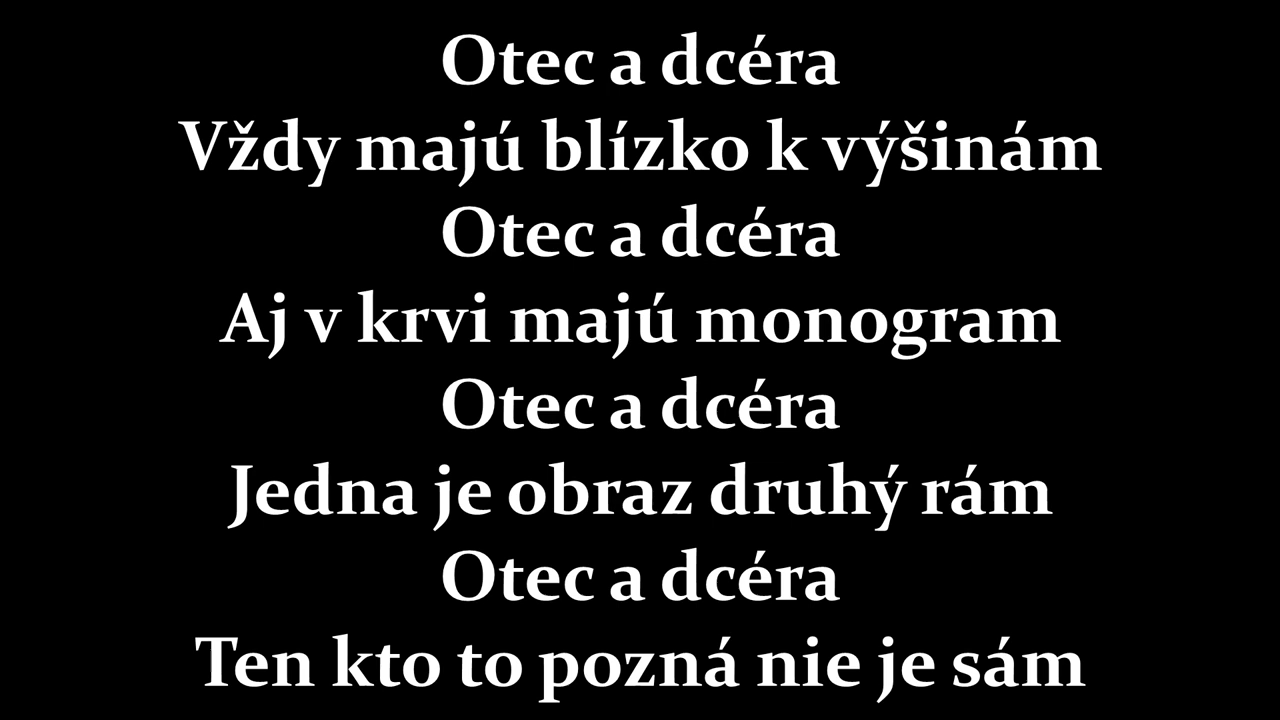 Otec a dcéra
Vždy majú blízko k výšinám
Otec a dcéra
Aj v krvi majú monogram
Otec a dcéra
Jedna je obraz druhý rám
Otec a dcéra
Ten kto to pozná nie je sám